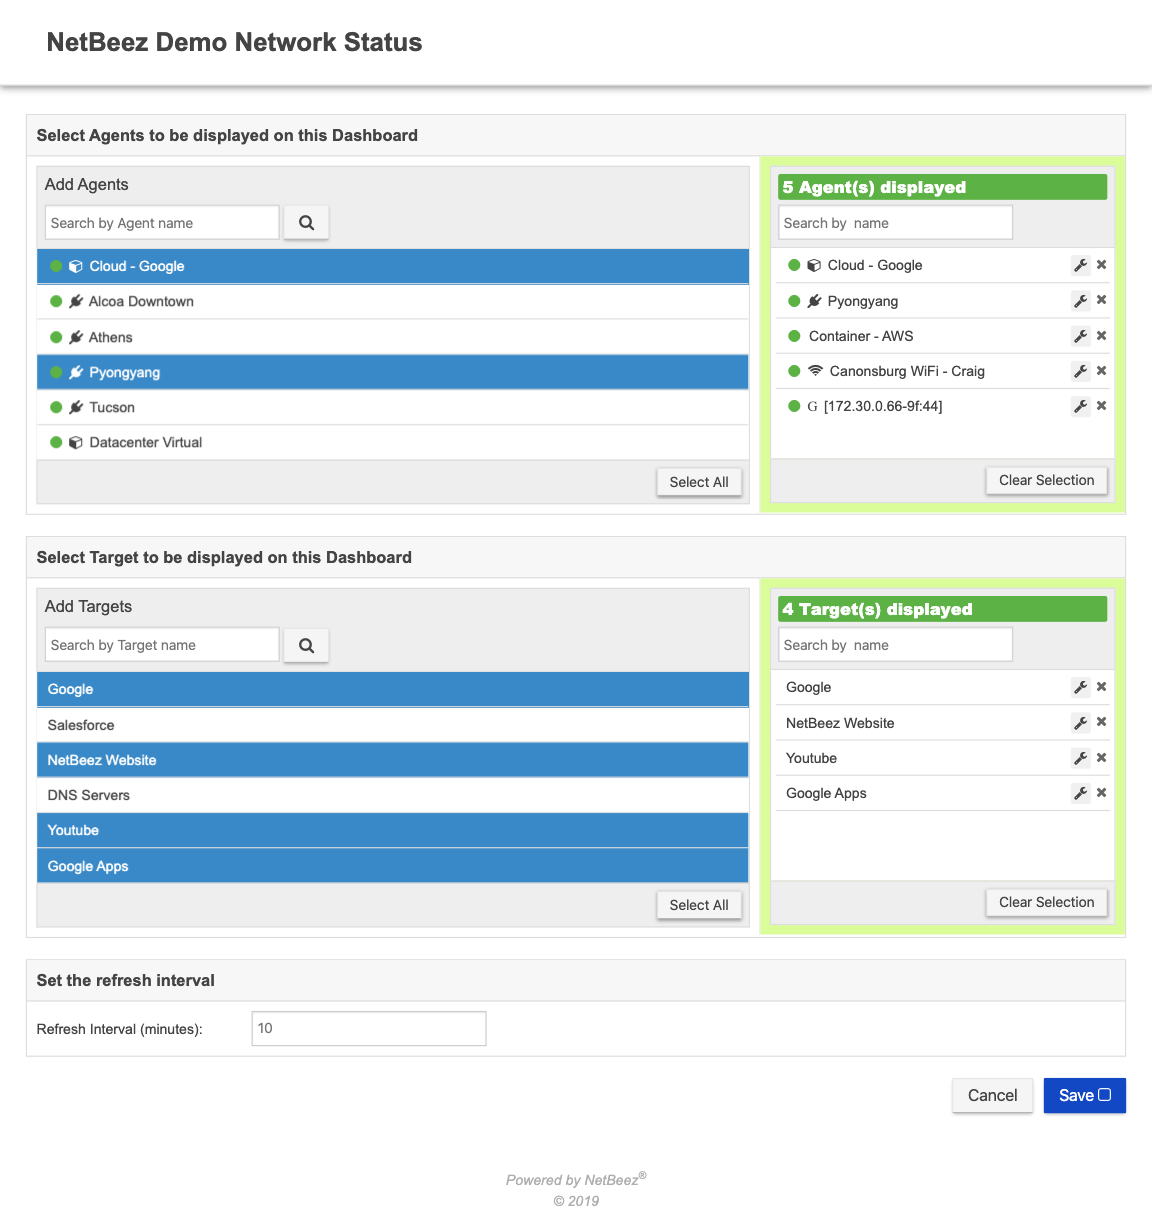 NetBeez Demo Network Status
Select Agents to be displayed on this Dashboard
Add Agents
Search by Agent name
Cloud - Google
Alcoa Downtown
Athens
Pyongyang
Tucson
Datacenter Virtual
Select All
5 Agent(s) displayed
Search by  name
Cloud - Google
Pyongyang
Container - AWS
Canonsburg WiFi - Craig
G [172.30.0.66-9f:44]
Clear Selection
Select Target to be displayed on this Dashboard
Add Targets
Search by Target name
Google
Salesforce
NetBeez Website
DNS Servers
Youtube
Google Apps
Select All
4 Target(s) displayed
Search by  name
Google
NetBeez Website
Youtube
Google Apps
Clear Selection
Set the refresh interval
Refresh Interval (minutes): 10
Cancel Save
Powered by NetBeez®
© 2019